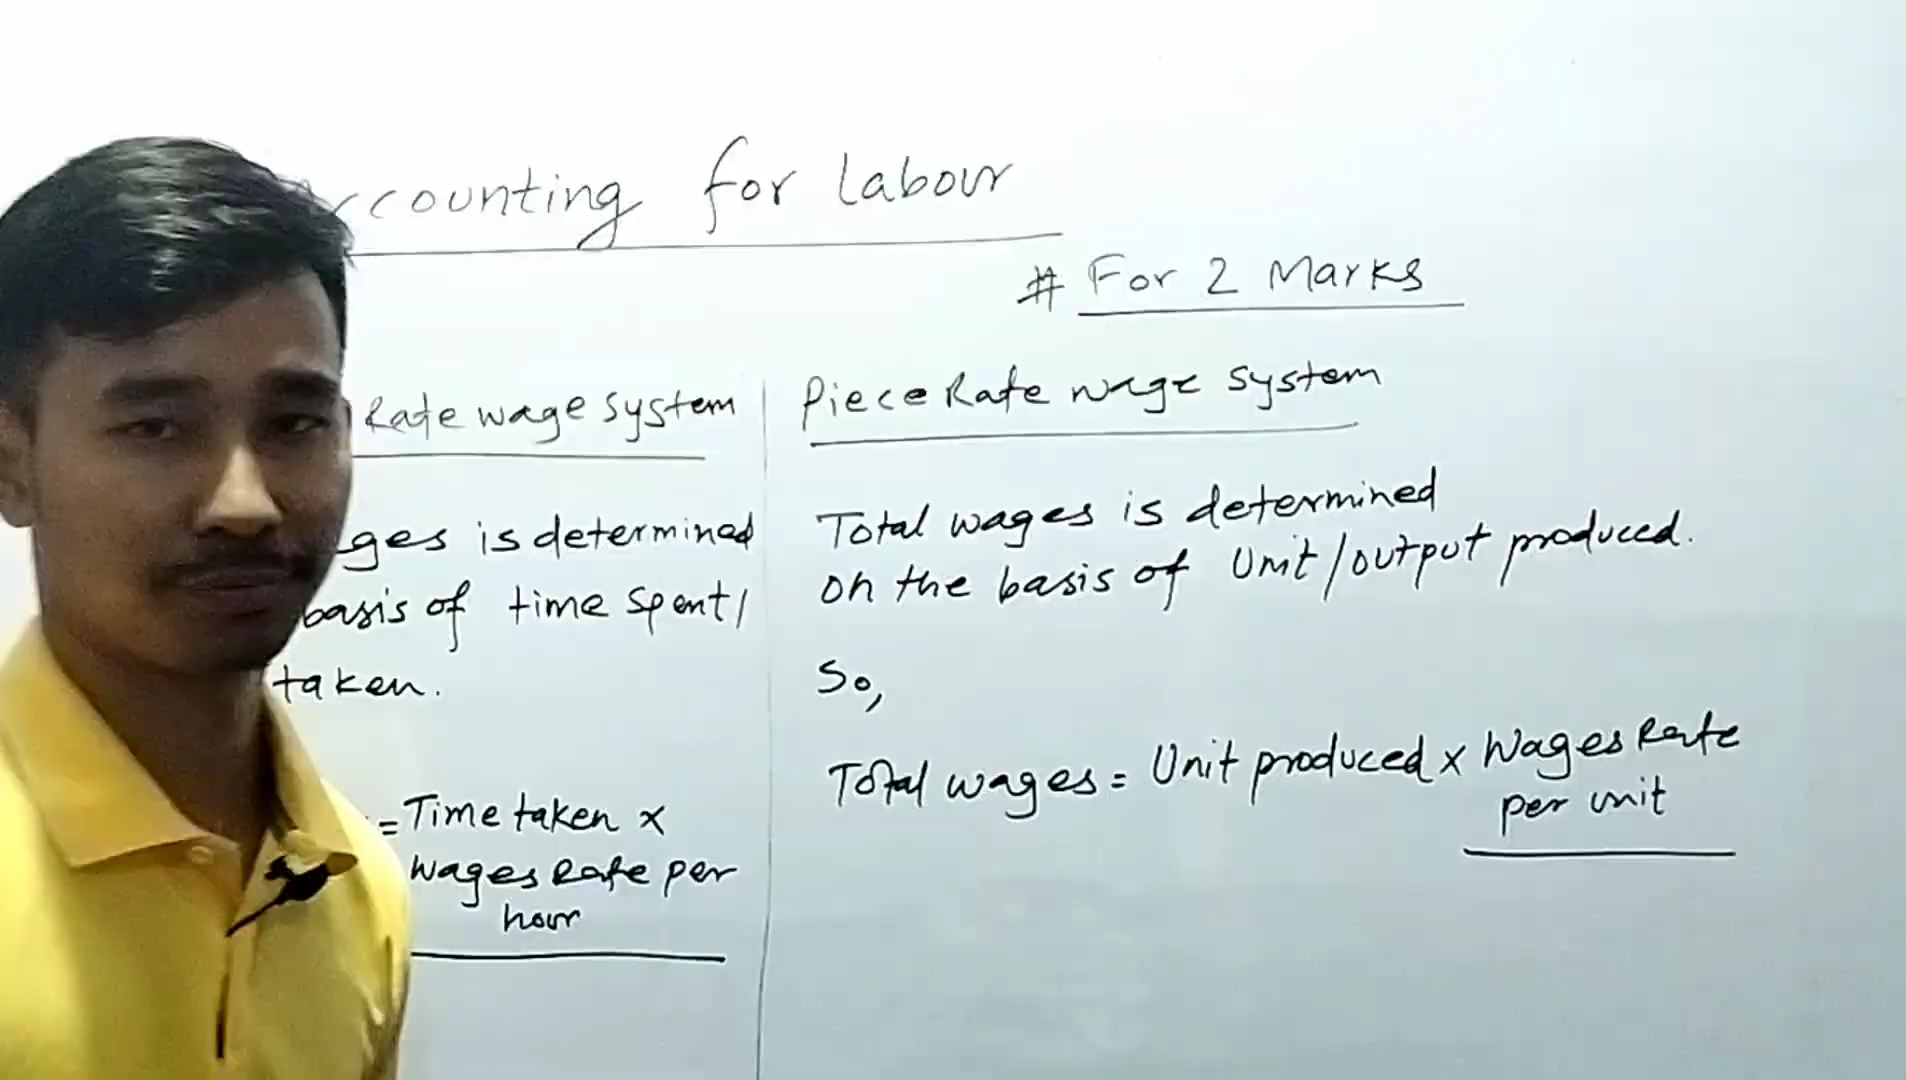 ccounting for Labour
# For 2 Marks
Rate wage system
Piece Rate wage system
ges is determined
basis of time spent/
taken.
= Time taken x
Wages Rate per
hour
Total wages is determined
on the basis of Unit/output produced.
So,
Total wages = Unit produced x Wages Rate
per unit